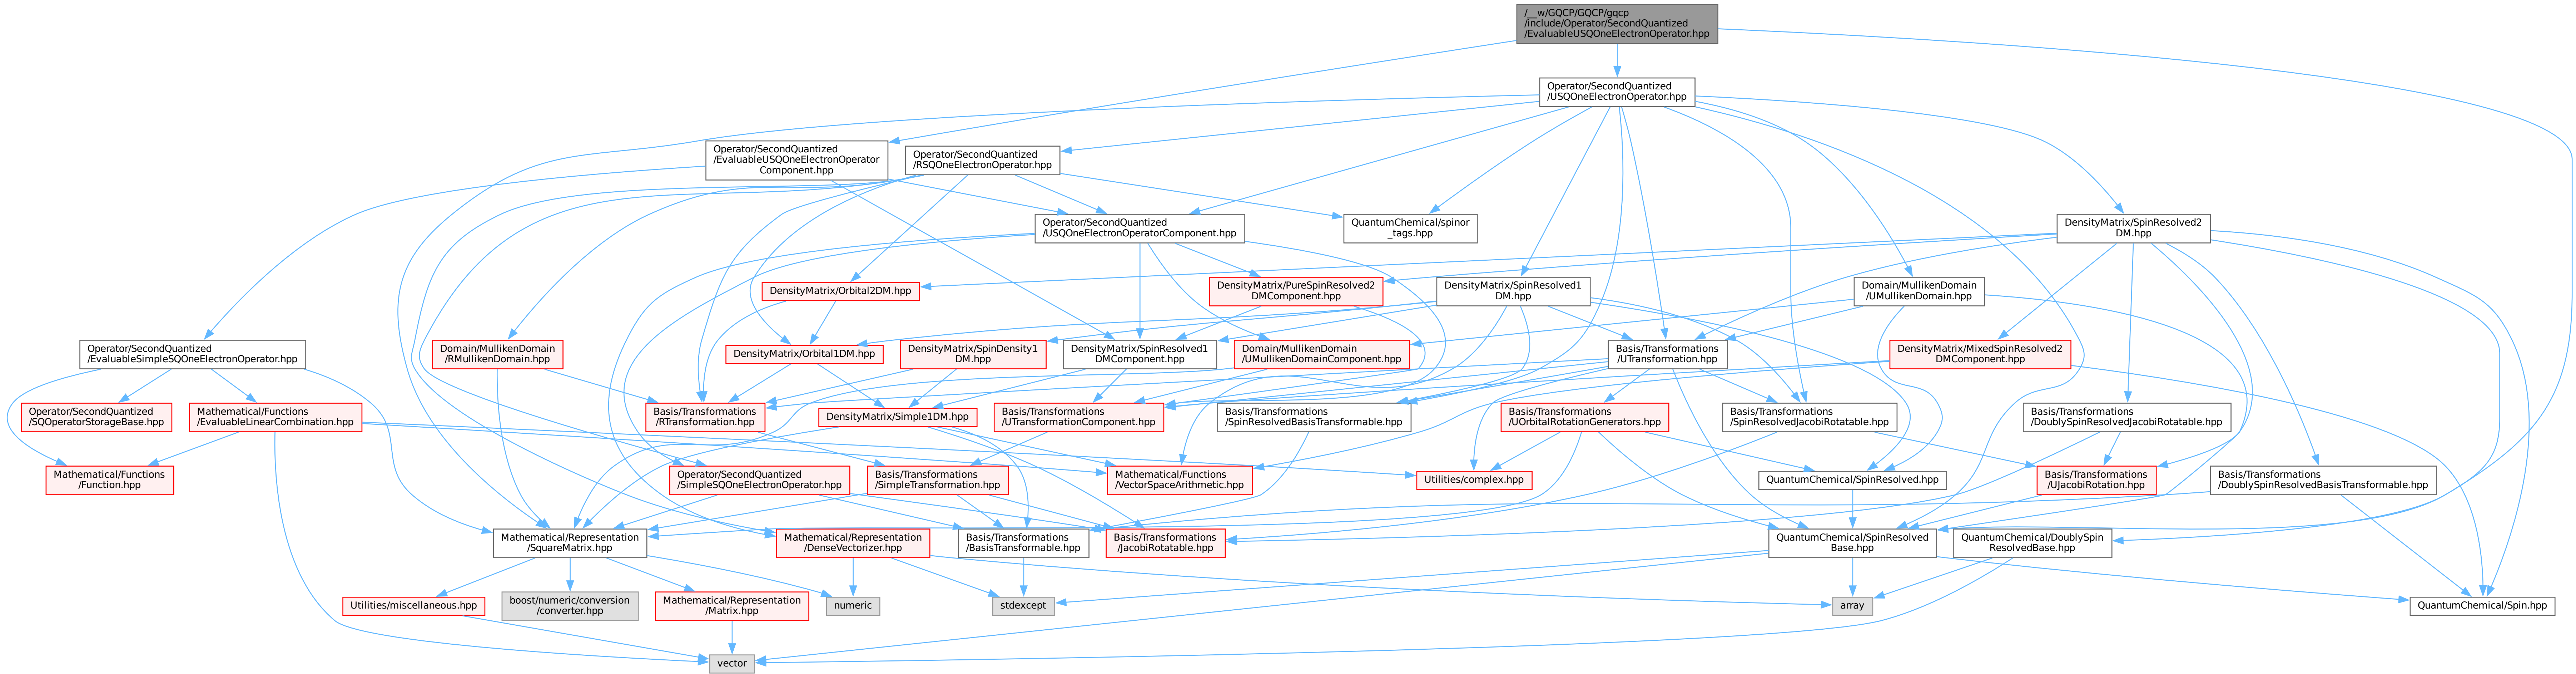 /__w/GQCP/GQCP/gqcp
/include/Operator/SecondQuantized
/EvaluableUSQOneElectronOperator.hpp
Operator/SecondQuantized
/USQOneElectronOperator.hpp
Operator/SecondQuantized
/EvaluableUSQOneElectronOperator
Component.hpp
Operator/SecondQuantized
/RSQOneElectronOperator.hpp
Operator/SecondQuantized
/USQOneElectronOperatorComponent.hpp
QuantumChemical/spinor
_tags.hpp
DensityMatrix/SpinResolved2
DM.hpp
DensityMatrix/Orbital2DM.hpp
DensityMatrix/PureSpinResolved2
DMComponent.hpp
DensityMatrix/SpinResolved1
DM.hpp
Domain/MullikenDomain
/UMullikenDomain.hpp
Operator/SecondQuantized
/EvaluableSimpleSQOneElectronOperator.hpp
Domain/MullikenDomain
/RMullikenDomain.hpp
DensityMatrix/Orbital1DM.hpp
DensityMatrix/SpinDensity1
DM.hpp
DensityMatrix/SpinResolved1
DMComponent.hpp
Domain/MullikenDomain
/UMullikenDomainComponent.hpp
Basis/Transformations
/UTransformation.hpp
DensityMatrix/MixedSpinResolved2
DMComponent.hpp
Operator/SecondQuantized
/SQOperatorStorageBase.hpp
Mathematical/Functions
/EvaluableLinearCombination.hpp
Basis/Transformations
/RTransformation.hpp
DensityMatrix/Simple1DM.hpp
Basis/Transformations
/UTransformationComponent.hpp
Basis/Transformations
/SpinResolvedBasisTransformable.hpp
Basis/Transformations
/UOrbitalRotationGenerators.hpp
Basis/Transformations
/SpinResolvedJacobiRotatable.hpp
Basis/Transformations
/DoublySpinResolvedJacobiRotatable.hpp
Mathematical/Functions
/Function.hpp
Operator/SecondQuantized
/SimpleSQOneElectronOperator.hpp
Basis/Transformations
/SimpleTransformation.hpp
Mathematical/Functions
/VectorSpaceArithmetic.hpp
Utilities/complex.hpp
QuantumChemical/SpinResolved.hpp
Basis/Transformations
/UJacobiRotation.hpp
Basis/Transformations
/DoublySpinResolvedBasisTransformable.hpp
Mathematical/Representation
/SquareMatrix.hpp
Mathematical/Representation
/DenseVectorizer.hpp
Basis/Transformations
/BasisTransformable.hpp
Basis/Transformations
/JacobiRotatable.hpp
QuantumChemical/SpinResolved
Base.hpp
QuantumChemical/DoublySpin
ResolvedBase.hpp
Utilities/miscellaneous.hpp
boost/numeric/conversion
/converter.hpp
Mathematical/Representation
/Matrix.hpp
numeric
stdexcept
array
QuantumChemical/Spin.hpp
vector